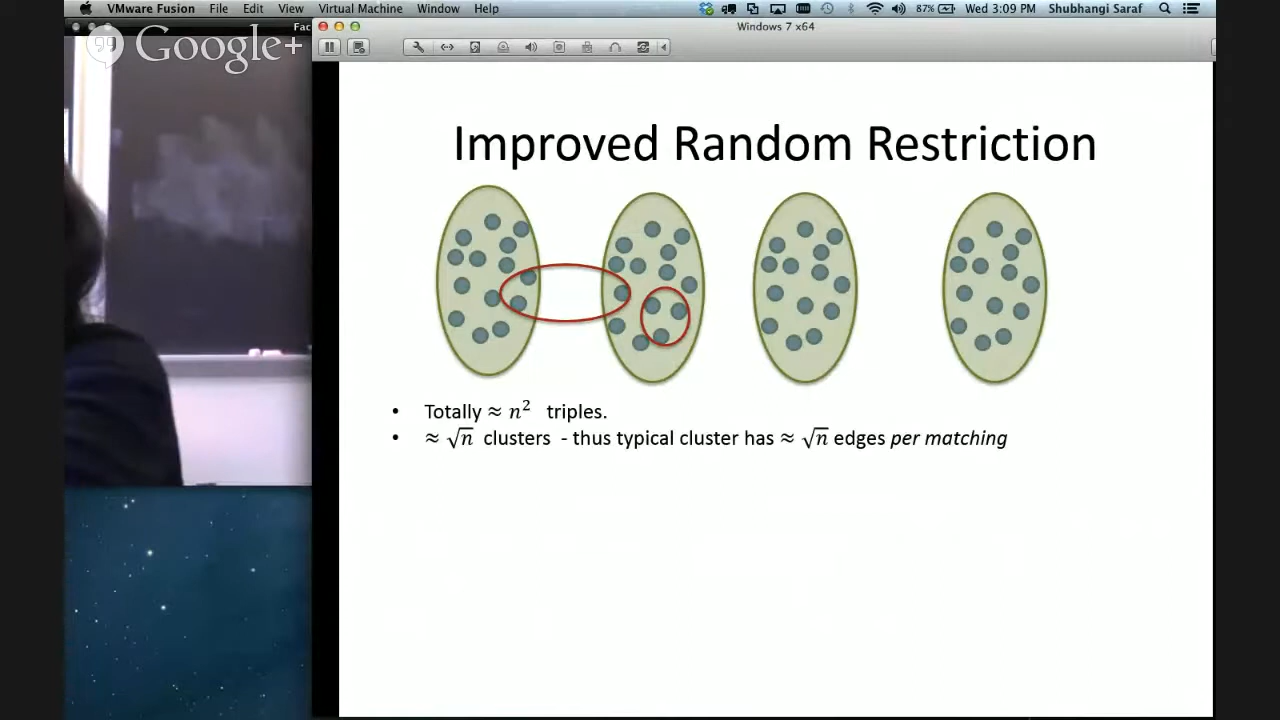 VMware Fusion File Edit View Virtual Machine Window Help 87% Wed 3:09 PM Shubhangi Saraf
Fac
Windows 7 x64
Google+
Improved Random Restriction
• Totally ≈ n² triples.
• ≈ √n clusters - thus typical cluster has ≈ √n edges per matching